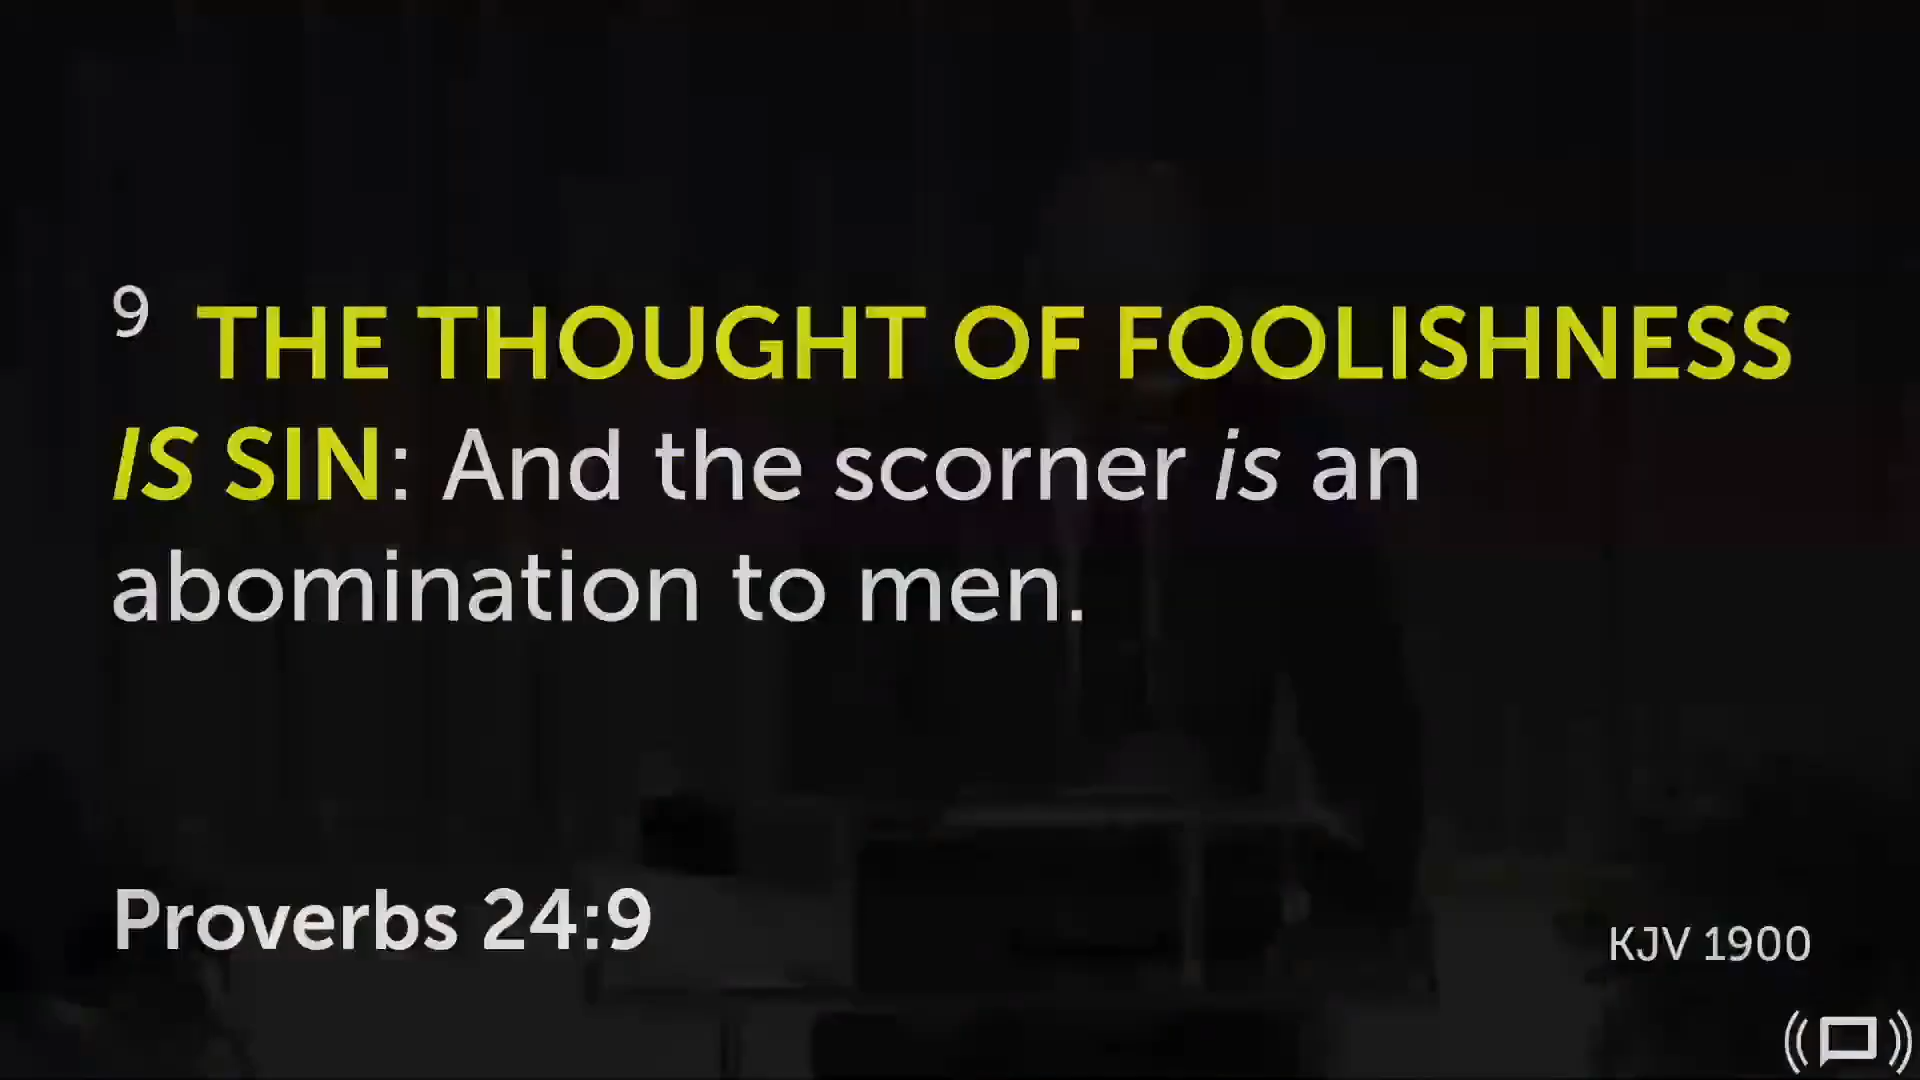 9 THE THOUGHT OF FOOLISHNESS
IS SIN: And the scorner is an
abomination to men.
Proverbs 24:9
KJV 1900